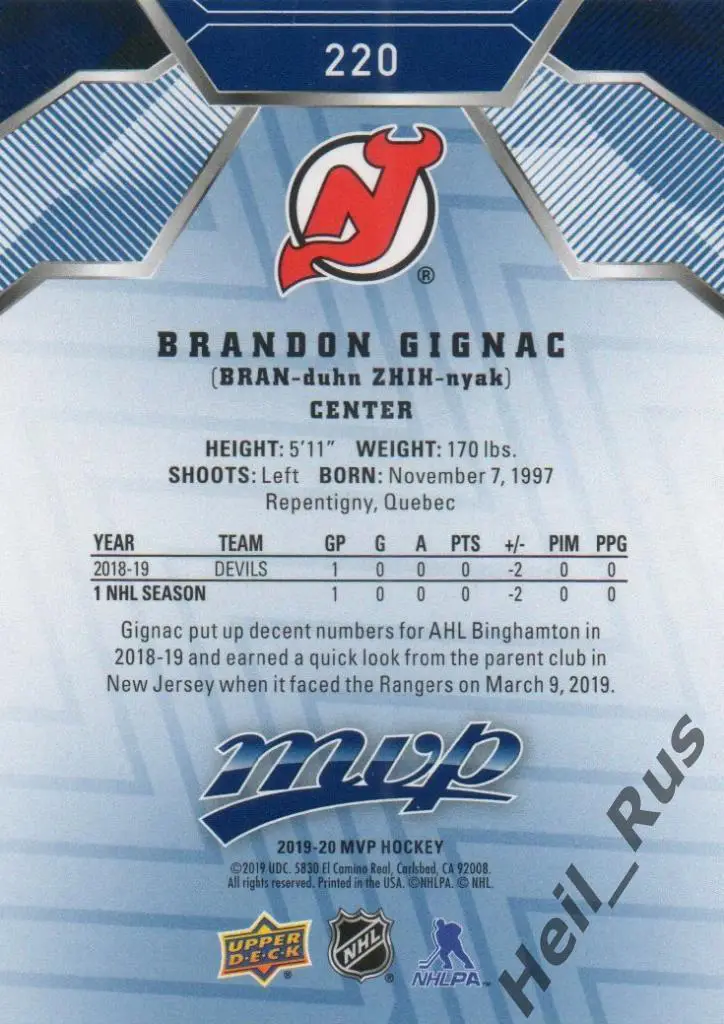 220
®
BRANDON GIGNAC
(BRAN-duhn ZHIH-nyak)
CENTER
HEIGHT: 5'11" WEIGHT: 170 lbs.
SHOOTS: Left BORN: November 7, 1997
Repentigny, Quebec
YEAR TEAM GP G A PTS +/- PIM PPG
2018-19 DEVILS 1 0 0 0 -2 0 0
1 NHL SEASON 1 0 0 0 -2 0 0
Gignac put up decent numbers for AHL Binghamton in
2018-19 and earned a quick look from the parent club in
New Jersey when it faced the Rangers on March 9, 2019.
mvp
2019-20 MVP HOCKEY
©2019 UDC. 5830 El Camino Real, Carlsbad, CA 92008.
All rights reserved. Printed in the USA. ©NHLPA. © NHL.
UPPER
D·E·C·K ®
NHL ®
NHLPA
Heil_Rus